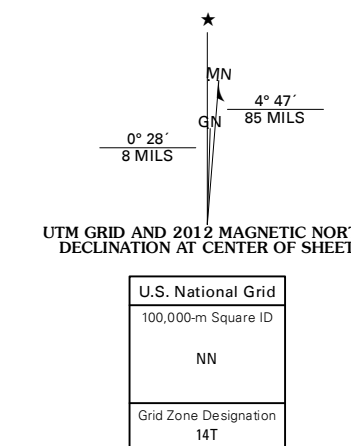 ★
MN
4° 47´
85 MILS
GN
0° 28´
8 MILS
UTM GRID AND 2012 MAGNETIC
DECLINATION AT CENTER OF SHEET
U.S. National Grid
100,000-m Square ID
NN
Grid Zone Designation
14T